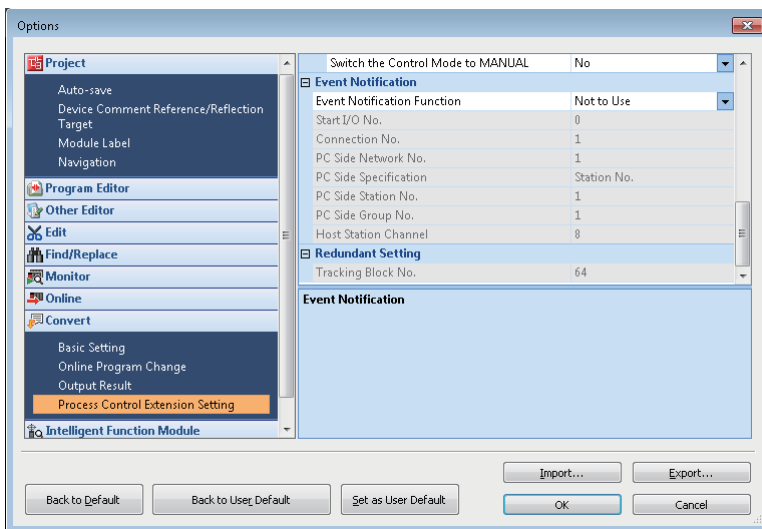 Options
Project
Auto-save
Device Comment Reference/Reflection
Target
Module Label
Navigation
Program Editor
Other Editor
Edit
Find/Replace
Monitor
Online
Convert
Basic Setting
Online Program Change
Output Result
Process Control Extension Setting
Intelligent Function Module
Switch the Control Mode to MANUAL No
Event Notification
Event Notification Function Not to Use
Start I/O No. 0
Connection No. 1
PC Side Network No. 1
PC Side Specification Station No.
PC Side Station No. 1
PC Side Group No. 1
Host Station Channel 8
Redundant Setting
Tracking Block No. 64
Event Notification
Import... Export...
Back to Default Back to User Default Set as User Default OK Cancel